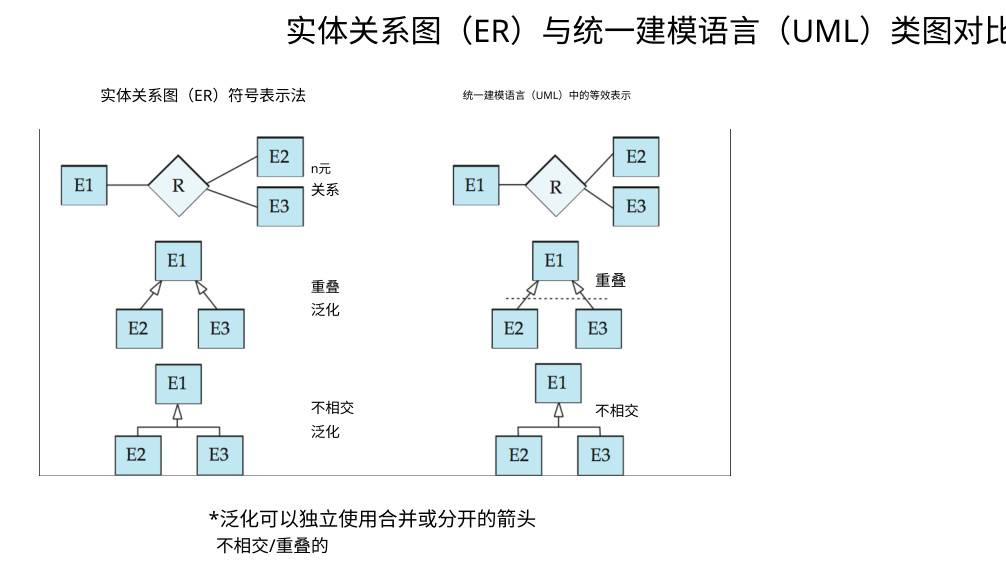 实体关系图（ER）与统一建模语言（UML）类图对比
实体关系图（ER）符号表示法
统一建模语言（UML）中的等效表示
E1
R
E2
E3
n元
关系
E1
R
E2
E3
E1
E2
E3
重叠
泛化
E1
重叠
E2
E3
E1
E2
E3
不相交
泛化
E1
不相交
E2
E3
*泛化可以独立使用合并或分开的箭头
不相交/重叠的